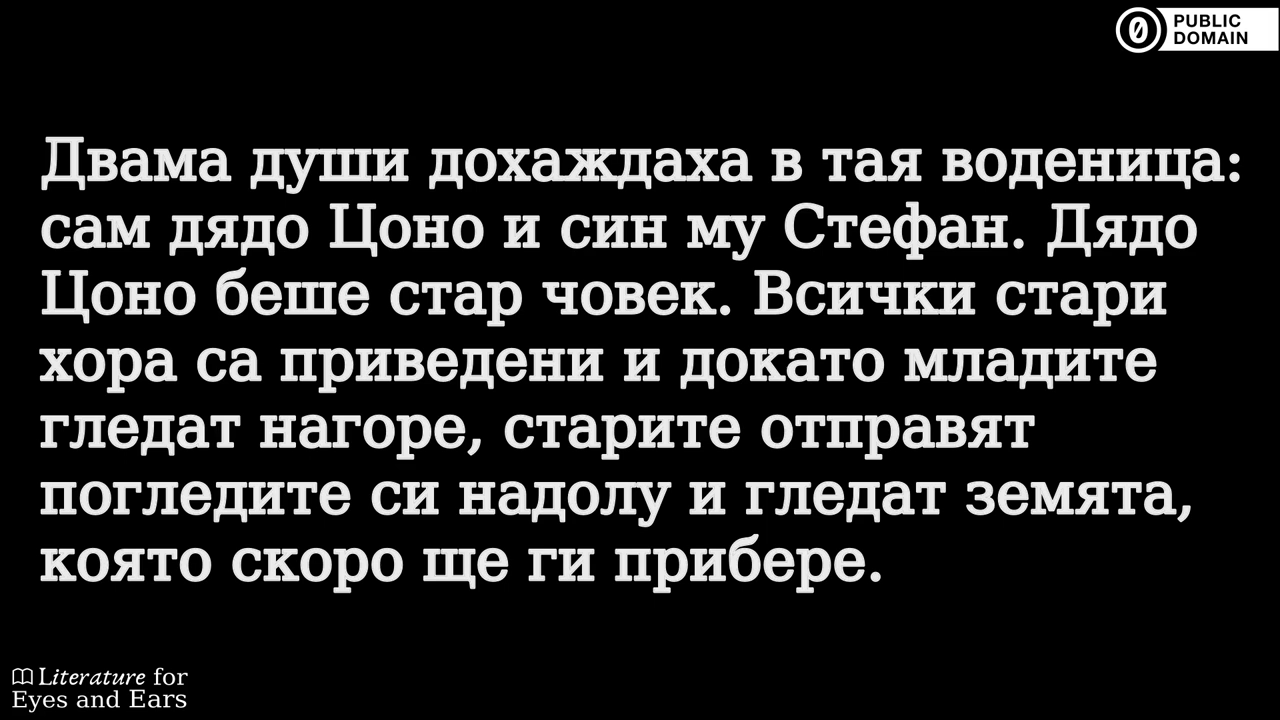 PUBLIC
DOMAIN
Двама души дохаждаха в тая воденица:
сам дядо Цоно и син му Стефан. Дядо
Цоно беше стар човек. Всички стари
хора са приведени и докато младите
гледат нагоре, старите отправят
погледите си надолу и гледат земята,
която скоро ще ги прибере.
Literature for
Eyes and Ears